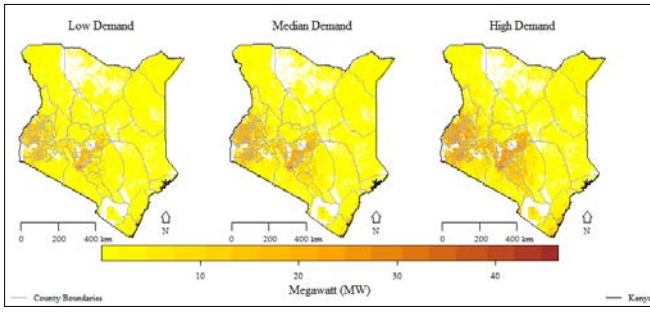 Low Demand
Median Demand
High Demand
0 200 400 km
N
0 200 400 km
N
0 200 400 km
N
10 20 30 40
Megawatt (MW)
County Boundaries
Kenya